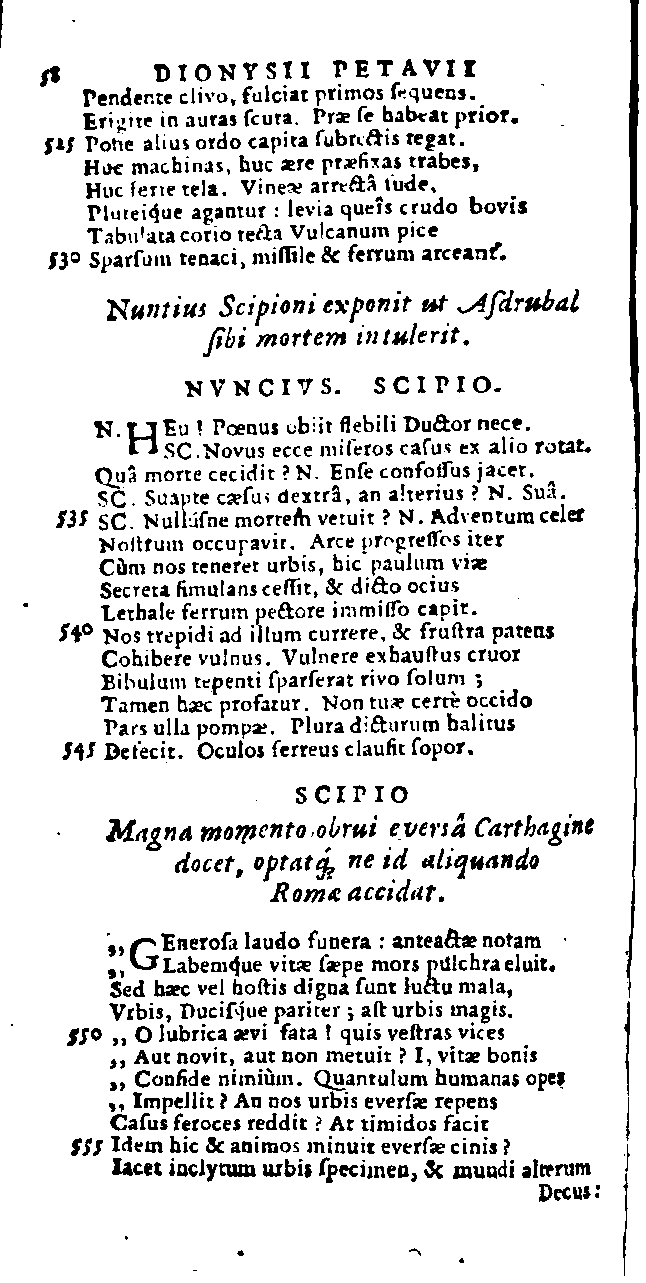 58 DIONYSII PETAVII
Pendente clivo, fulciat primos ſequens.
Erigite in auras ſcuta. Præ ſe habeat prior.
525 Pone alius ordo capita ſubrectis tegat.
Huc machinas, huc ære præfixas trabes,
Huc ferte tela. Vineæ arrectâ ſude,
Pluteíque agantur : levia queîs crudo bovis
Tabulata corio tecta Vulcanum pice
530 Sparſum tenaci, miſſile & ferrum arceant.
Nuntius Scipioni exponit ut Aſdrubal
ſibi mortem intulerit.
NVNCIVS. SCIPIO.
N. HEu ! Pœnus obiit flebili Ductor nece.
SC. Novus ecce miſeros caſus ex alio rotat.
Quâ morte cecidit ? N. Enſe confoſſus jacet.
SC. Suapte cæſus dextrâ, an alterius ? N. Suâ.
535 SC. Nullúſne mortem vetuit ? N. Adventum celer
Noſtrum occupavit. Arce progreſſos iter
Cùm nos teneret urbis, hic paulum viæ
Secreta ſimulans ceſſit, & dicto ocius
Lethale ferrum pectore immiſſo capit.
540 Nos trepidi ad illum currere, & fruſtra patens
Cohibere vulnus. Vulnere exhauſtus cruor
Bibulum tepenti ſparſerat rivo ſolum ;
Tamen hæc profatur. Non tuæ certè occido
Pars ulla pompæ. Plura dicturum halitus
545 Defecit. Oculos ferreus clauſit ſopor.
SCIPIO
Magna momento obrui eversâ Carthagine
docet, optatq́; ne id aliquando
Romæ accidat.
„ GEneroſa laudo funera : anteactæ notam
„ Labemque vitæ ſæpe mors pulchra eluit.
Sed hæc vel hoſtis digna ſunt luctu mala,
Vrbis, Duciſque pariter ; aſt urbis magis.
550 „ O lubrica ævi fata ! quis veſtras vices
„ Aut novit, aut non metuit ? I, vitæ bonis
„ Confide nimiùm. Quantulum humanas opes
„ Impellit ? An nos urbis everſæ repens
Caſus feroces reddit ? At timidos facit
555 Idem hic & animos minuit everſæ cinis ?
Iacet inclytum urbis ſpecimen, & mundi alterum
Decus :